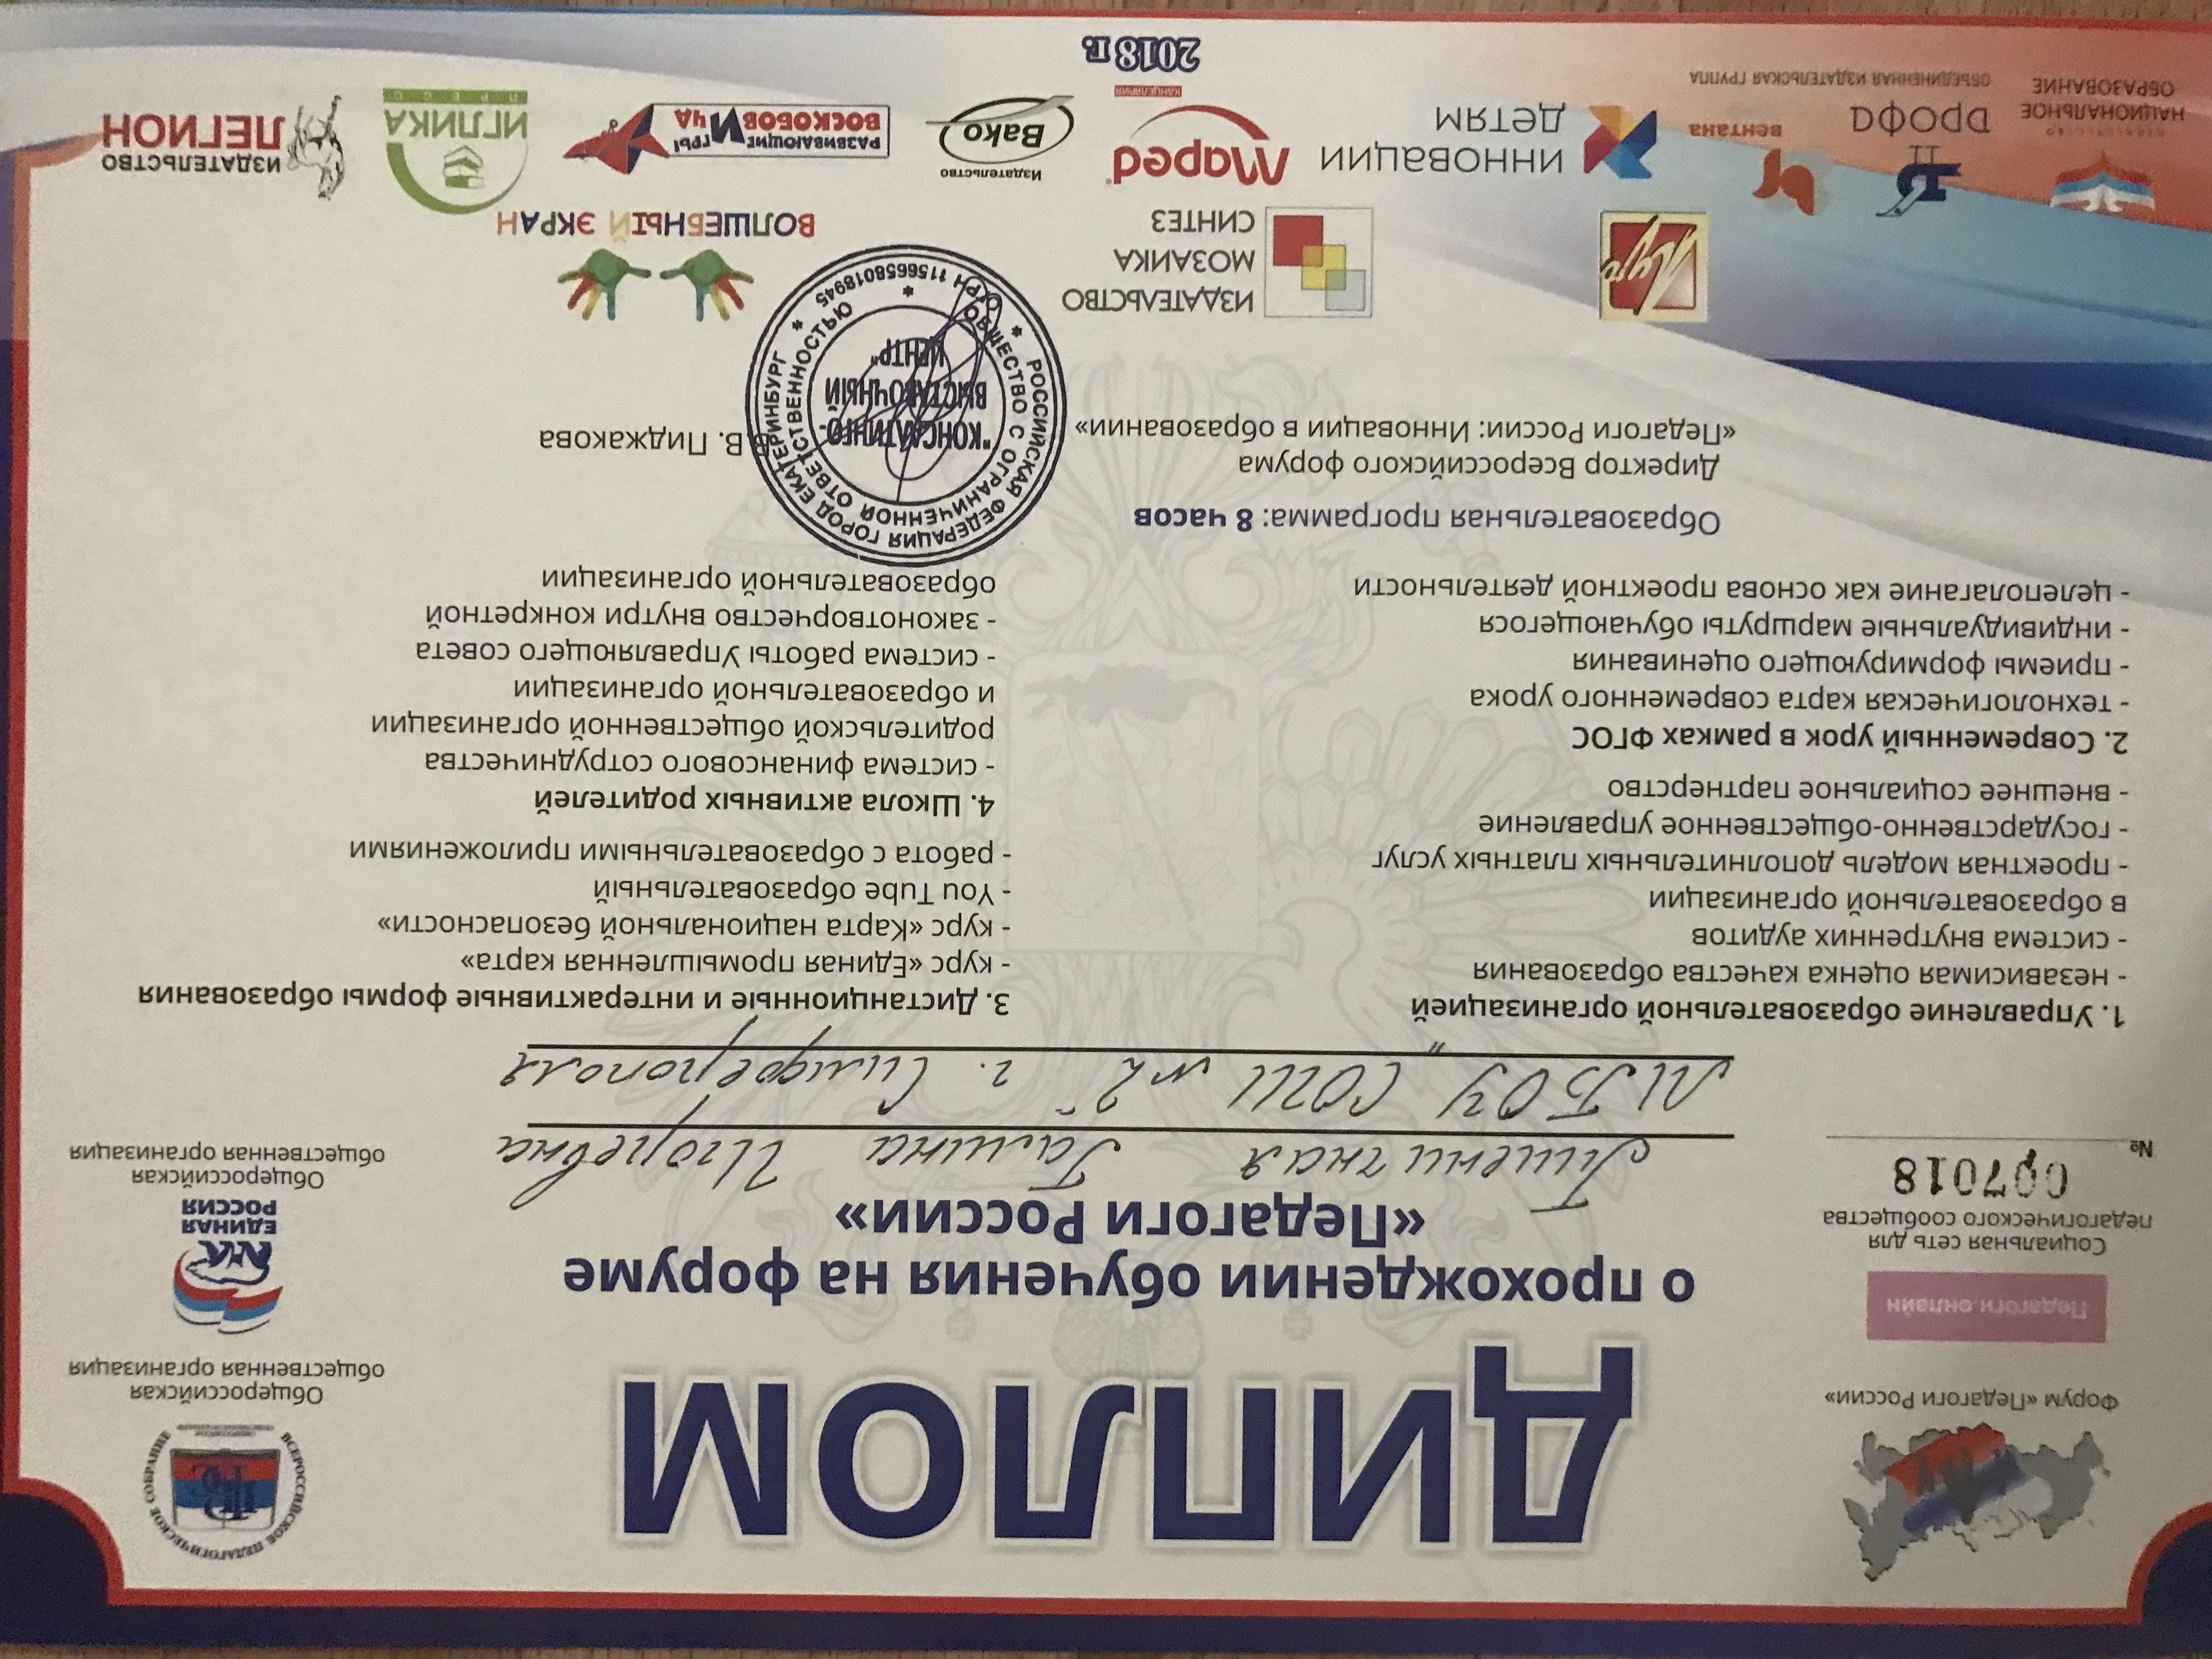 ДИПЛОМ
о прохождении обучения на форуме
«Педагоги России»
Форум «Педагоги России»
Педагоги.онлайн
Социальная сеть для
педагогического сообщества
№ 007018
ВСЕРОССИЙСКОЕ ПЕДАГОГИЧЕСКОЕ СОБРАНИЕ
Общероссийская
общественная организация
ЕДИНАЯ
РОССИЯ
Общероссийская
общественная организация
Пшеничная Галина Игоревна
МБОУ СОШ №2 г. Симферополя
1. Управление образовательной организацией
- независимая оценка качества образования
- система внутренних аудитов
в образовательной организации
- проектная модель дополнительных платных услуг
- государственно-общественное управление
- внешнее социальное партнерство
2. Современный урок в рамках ФГОС
- технологическая карта современного урока
- приемы формирующего оценивания
- индивидуальные маршруты обучающегося
- целеполагание как основа проектной деятельности
3. Дистанционные и интерактивные формы образования
- курс «Единая промышленная карта»
- курс «Карта национальной безопасности»
- You Tube образовательный
- работа с образовательными приложениями
4. Школа активных родителей
- система финансового сотрудничества
родительской общественной организации
и образовательной организации
- система работы Управляющего совета
- законотворчество внутри конкретной
образовательной организации
Образовательная программа: 8 часов
Директор Всероссийского форума
«Педагоги России: Инновации в образовании»
В.В. Пиджакова
РОССИЙСКАЯ ФЕДЕРАЦИЯ ГОРОД ЕКАТЕРИНБУРГ
ОБЩЕСТВО С ОГРАНИЧЕННОЙ ОТВЕТСТВЕННОСТЬЮ
ОГРН 1156658018945
"КОНСАЛТИНГО-
ВЫСТАВОЧНЫЙ
ЦЕНТР"
ИЗДАТЕЛЬСТВО
МОЗАИКА
СИНТЕЗ
ВОЛШЕБНЫЙ ЭКРАН
НАЦИОНАЛЬНОЕ
ОБРАЗОВАНИЕ
дрофа
вентана
ОБЪЕДИНЕННАЯ ИЗДАТЕЛЬСКАЯ ГРУППА
ИННОВАЦИИ
ДЕТЯМ
Maped
КАНЦЕЛЯРИЯ
Издательство
Вако
РАЗВИВАЮЩИЕ ИГРЫ
ВОСКОБОВИЧА
ИГЛИКА
ПРЕСС
ИЗДАТЕЛЬСТВО
ЛЕГИОН
2018 г.